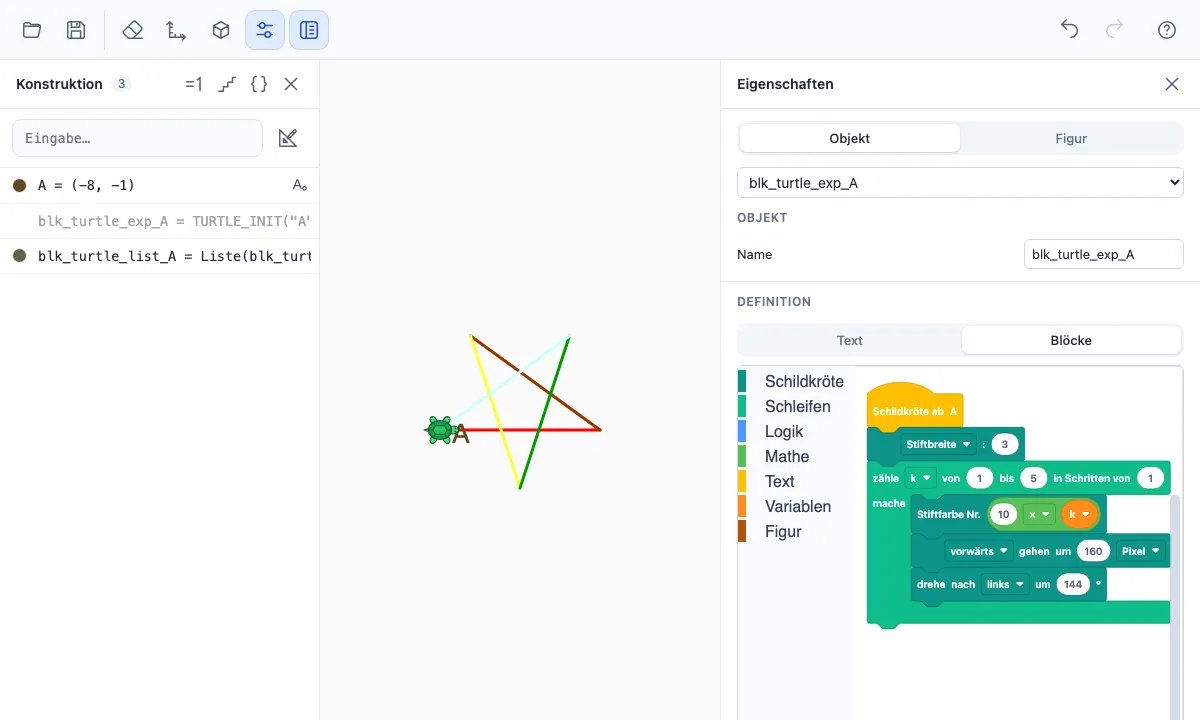 Konstruktion 3 =1 {}
Eigenschaften
Eingabe…
Objekt Figur
A = (−8, −1)
blk_turtle_exp_A
blk_turtle_exp_A = TURTLE_INIT("A"
OBJEKT
blk_turtle_list_A = Liste(blk_turt
Name blk_turtle_exp_A
DEFINITION
Text Blöcke
A
Schildkröte
Schleifen
Logik
Mathe
Text
Variablen
Figur
Schildkröte ab A
Stiftbreite : 3
zähle k von 1 bis 5 in Schritten von 1
mache
Stiftfarbe Nr. 10 × k
vorwärts gehen um 160 Pixel
drehe nach links um 144 °